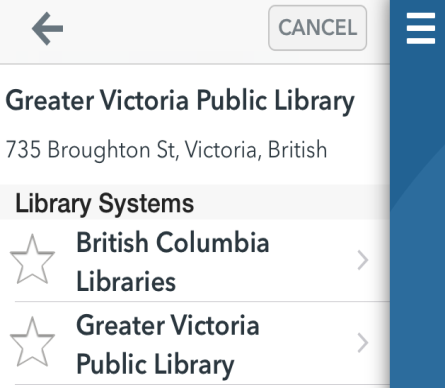 CANCEL
Greater Victoria Public Library
735 Broughton St, Victoria, British
Library Systems
British Columbia
Libraries
Greater Victoria
Public Library